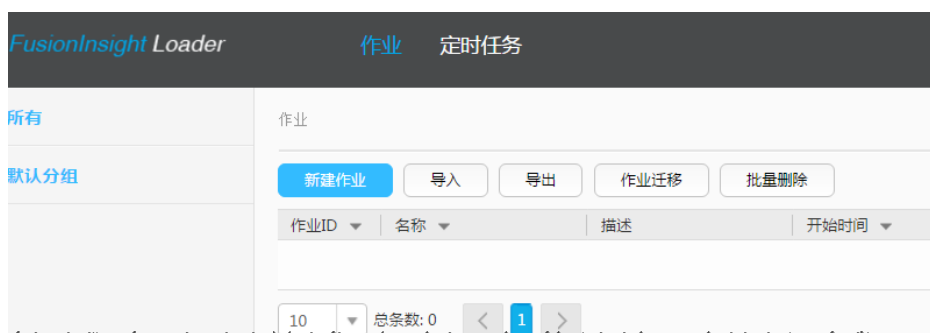 FusionInsight Loader 作业 定时任务
所有
默认分组
作业
新建作业 导入 导出 作业迁移 批量删除
作业ID 名称 描述 开始时间
10 总条数: 0 < 1 >